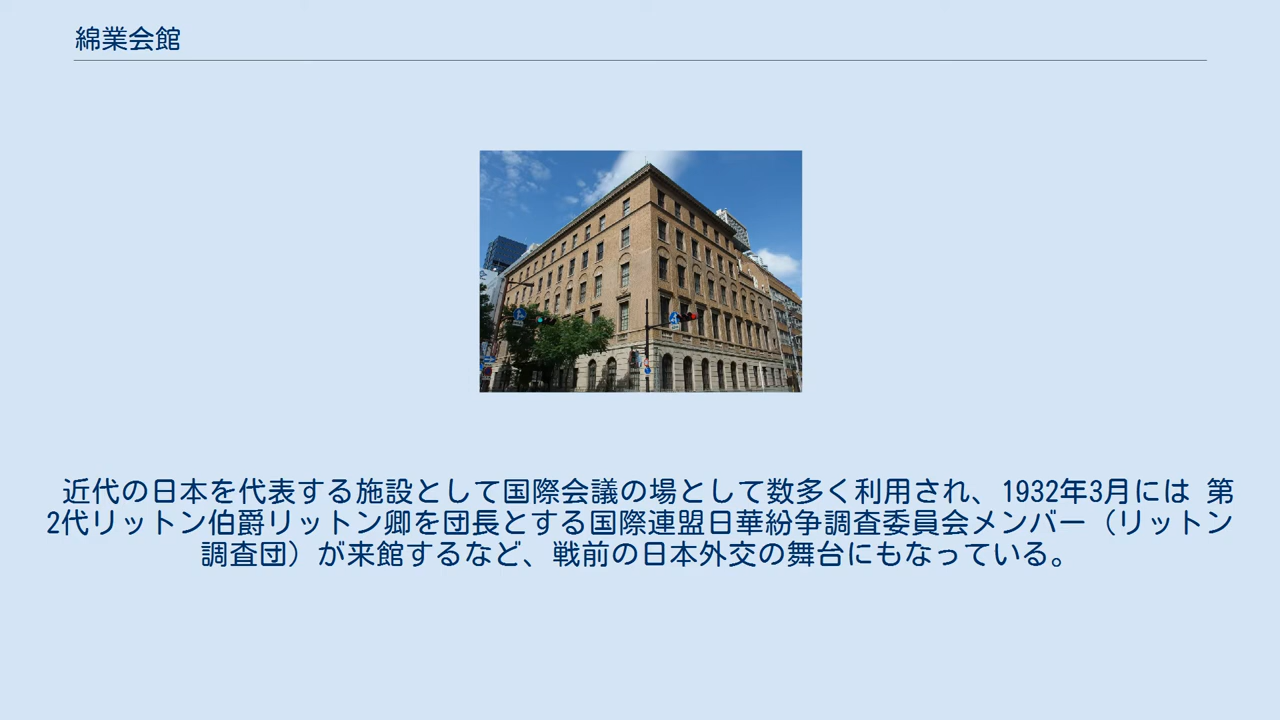 綿業会館
近代の日本を代表する施設として国際会議の場として数多く利用され、1932年3月には 第
2代リットン伯爵リットン卿を団長とする国際連盟日華紛争調査委員会メンバー（リットン
調査団）が来館するなど、戦前の日本外交の舞台にもなっている。